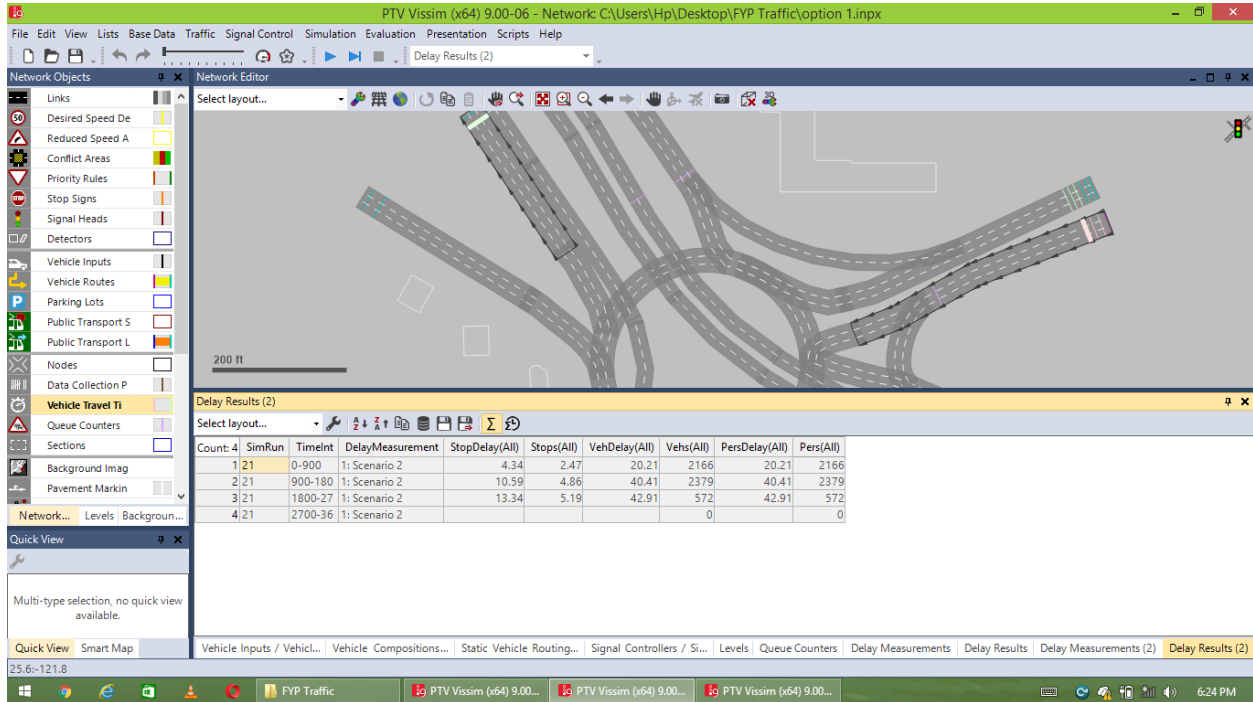 PTV Vissim (x64) 9.00-06 - Network: C:\Users\Hp\Desktop\FYP Traffic\option 1.inpx
File Edit View Lists Base Data Traffic Signal Control Simulation Evaluation Presentation Scripts Help
Delay Results (2)
Network Objects
Network Editor
Links
Select layout...
50
Desired Speed De
Reduced Speed A
Conflict Areas
Priority Rules
STOP
Stop Signs
Signal Heads
Detectors
Vehicle Inputs
Vehicle Routes
P
Parking Lots
Public Transport S
Public Transport L
Nodes
Data Collection P
Vehicle Travel Ti
Queue Counters
Sections
Background Imag
Pavement Markin
Network... Levels Backgroun...
200 ft
Delay Results (2)
Select layout...
Count: 4 SimRun TimeInt DelayMeasurement StopDelay(All) Stops(All) VehDelay(All) Vehs(All) PersDelay(All) Pers(All)
1 21 0-900 1: Scenario 2 4.34 2.47 20.21 2166 20.21 2166
2 21 900-180 1: Scenario 2 10.59 4.86 40.41 2379 40.41 2379
3 21 1800-27 1: Scenario 2 13.34 5.19 42.91 572 42.91 572
4 21 2700-36 1: Scenario 2 0 0
Quick View
Multi-type selection, no quick view
available.
Quick View Smart Map
Vehicle Inputs / Vehicl... Vehicle Compositions... Static Vehicle Routing... Signal Controllers / Si... Levels Queue Counters Delay Measurements Delay Results Delay Measurements (2) Delay Results (2)
25.6:-121.8
FYP Traffic PTV Vissim (x64) 9.00... PTV Vissim (x64) 9.00... PTV Vissim (x64) 9.00... 6:24 PM